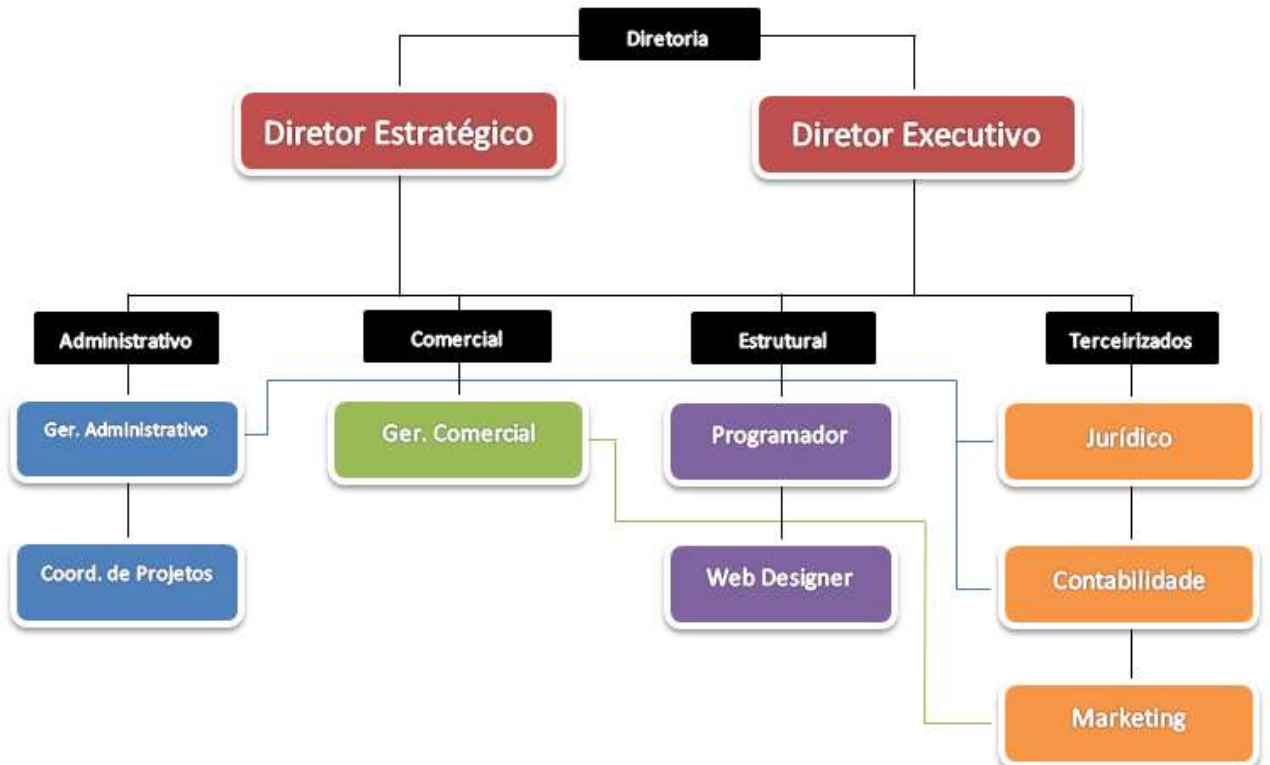 Diretoria
Diretor Estratégico
Diretor Executivo
Administrativo
Comercial
Estrutural
Terceirizados
Ger. Administrativo
Ger. Comercial
Programador
Jurídico
Coord. de Projetos
Web Designer
Contabilidade
Marketing